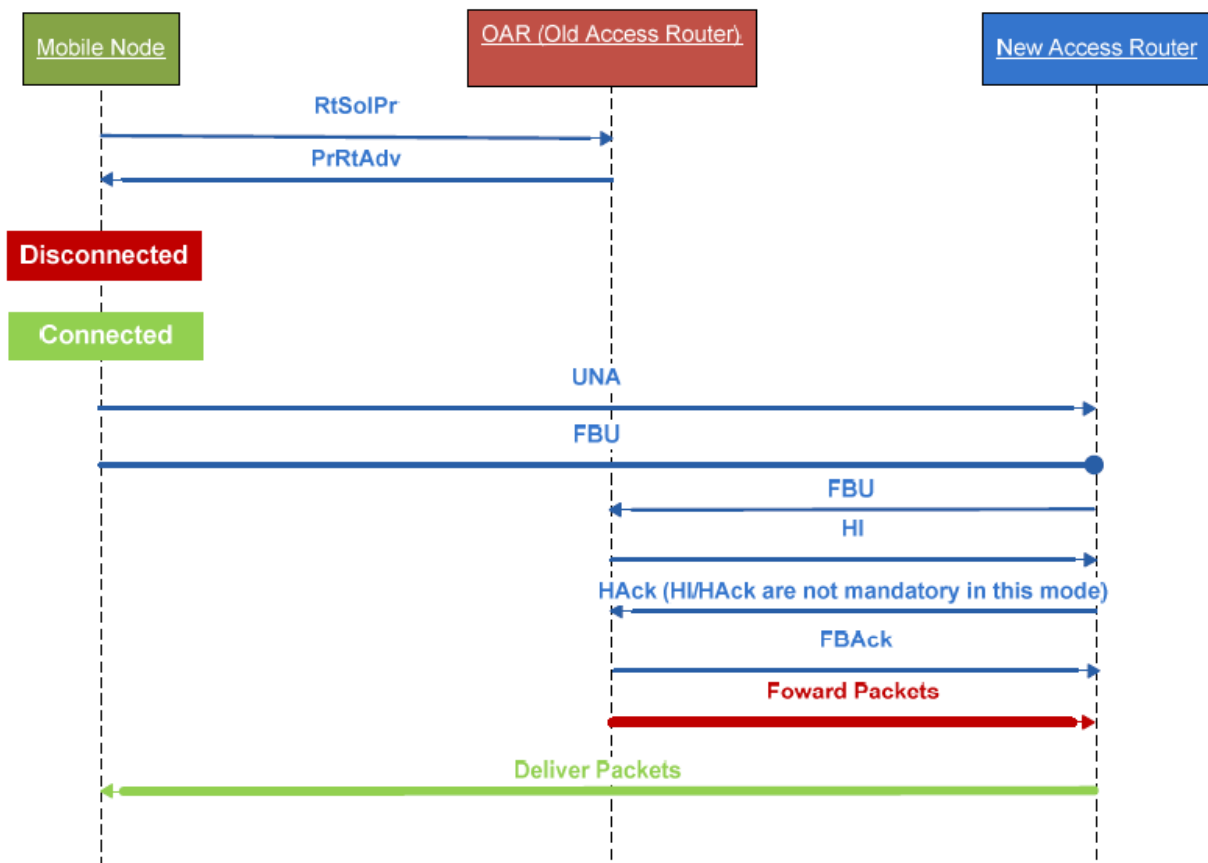 Mobile Node
OAR (Old Access Router)
New Access Router
RtSolPr
PrRtAdv
Disconnected
Connected
UNA
FBU
FBU
HI
HAck (HI/HAck are not mandatory in this mode)
FBAck
Foward Packets
Deliver Packets